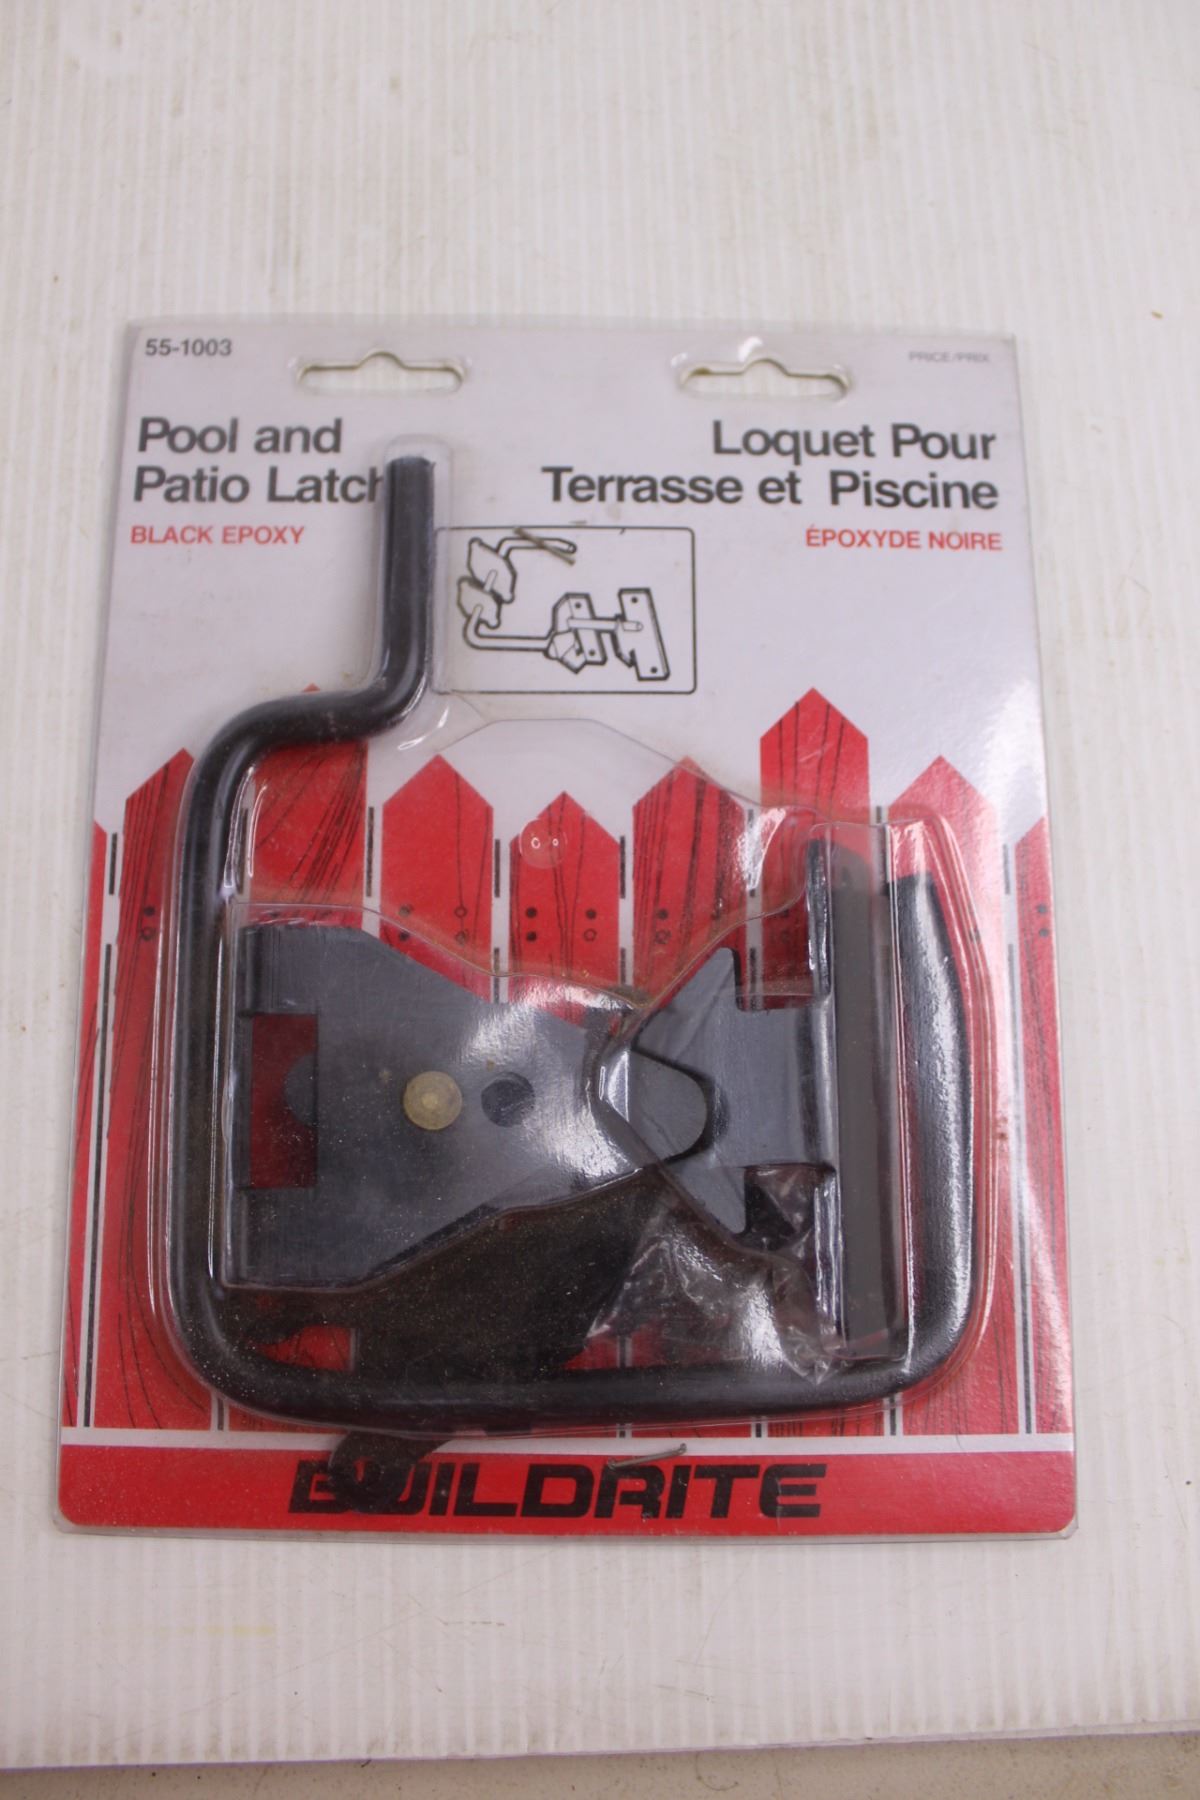 55-1003
PRICE/PRIX
Pool and
Patio Latch
BLACK EPOXY
Loquet Pour
Terrasse et Piscine
ÉPOXYDE NOIRE
BUILDRITE